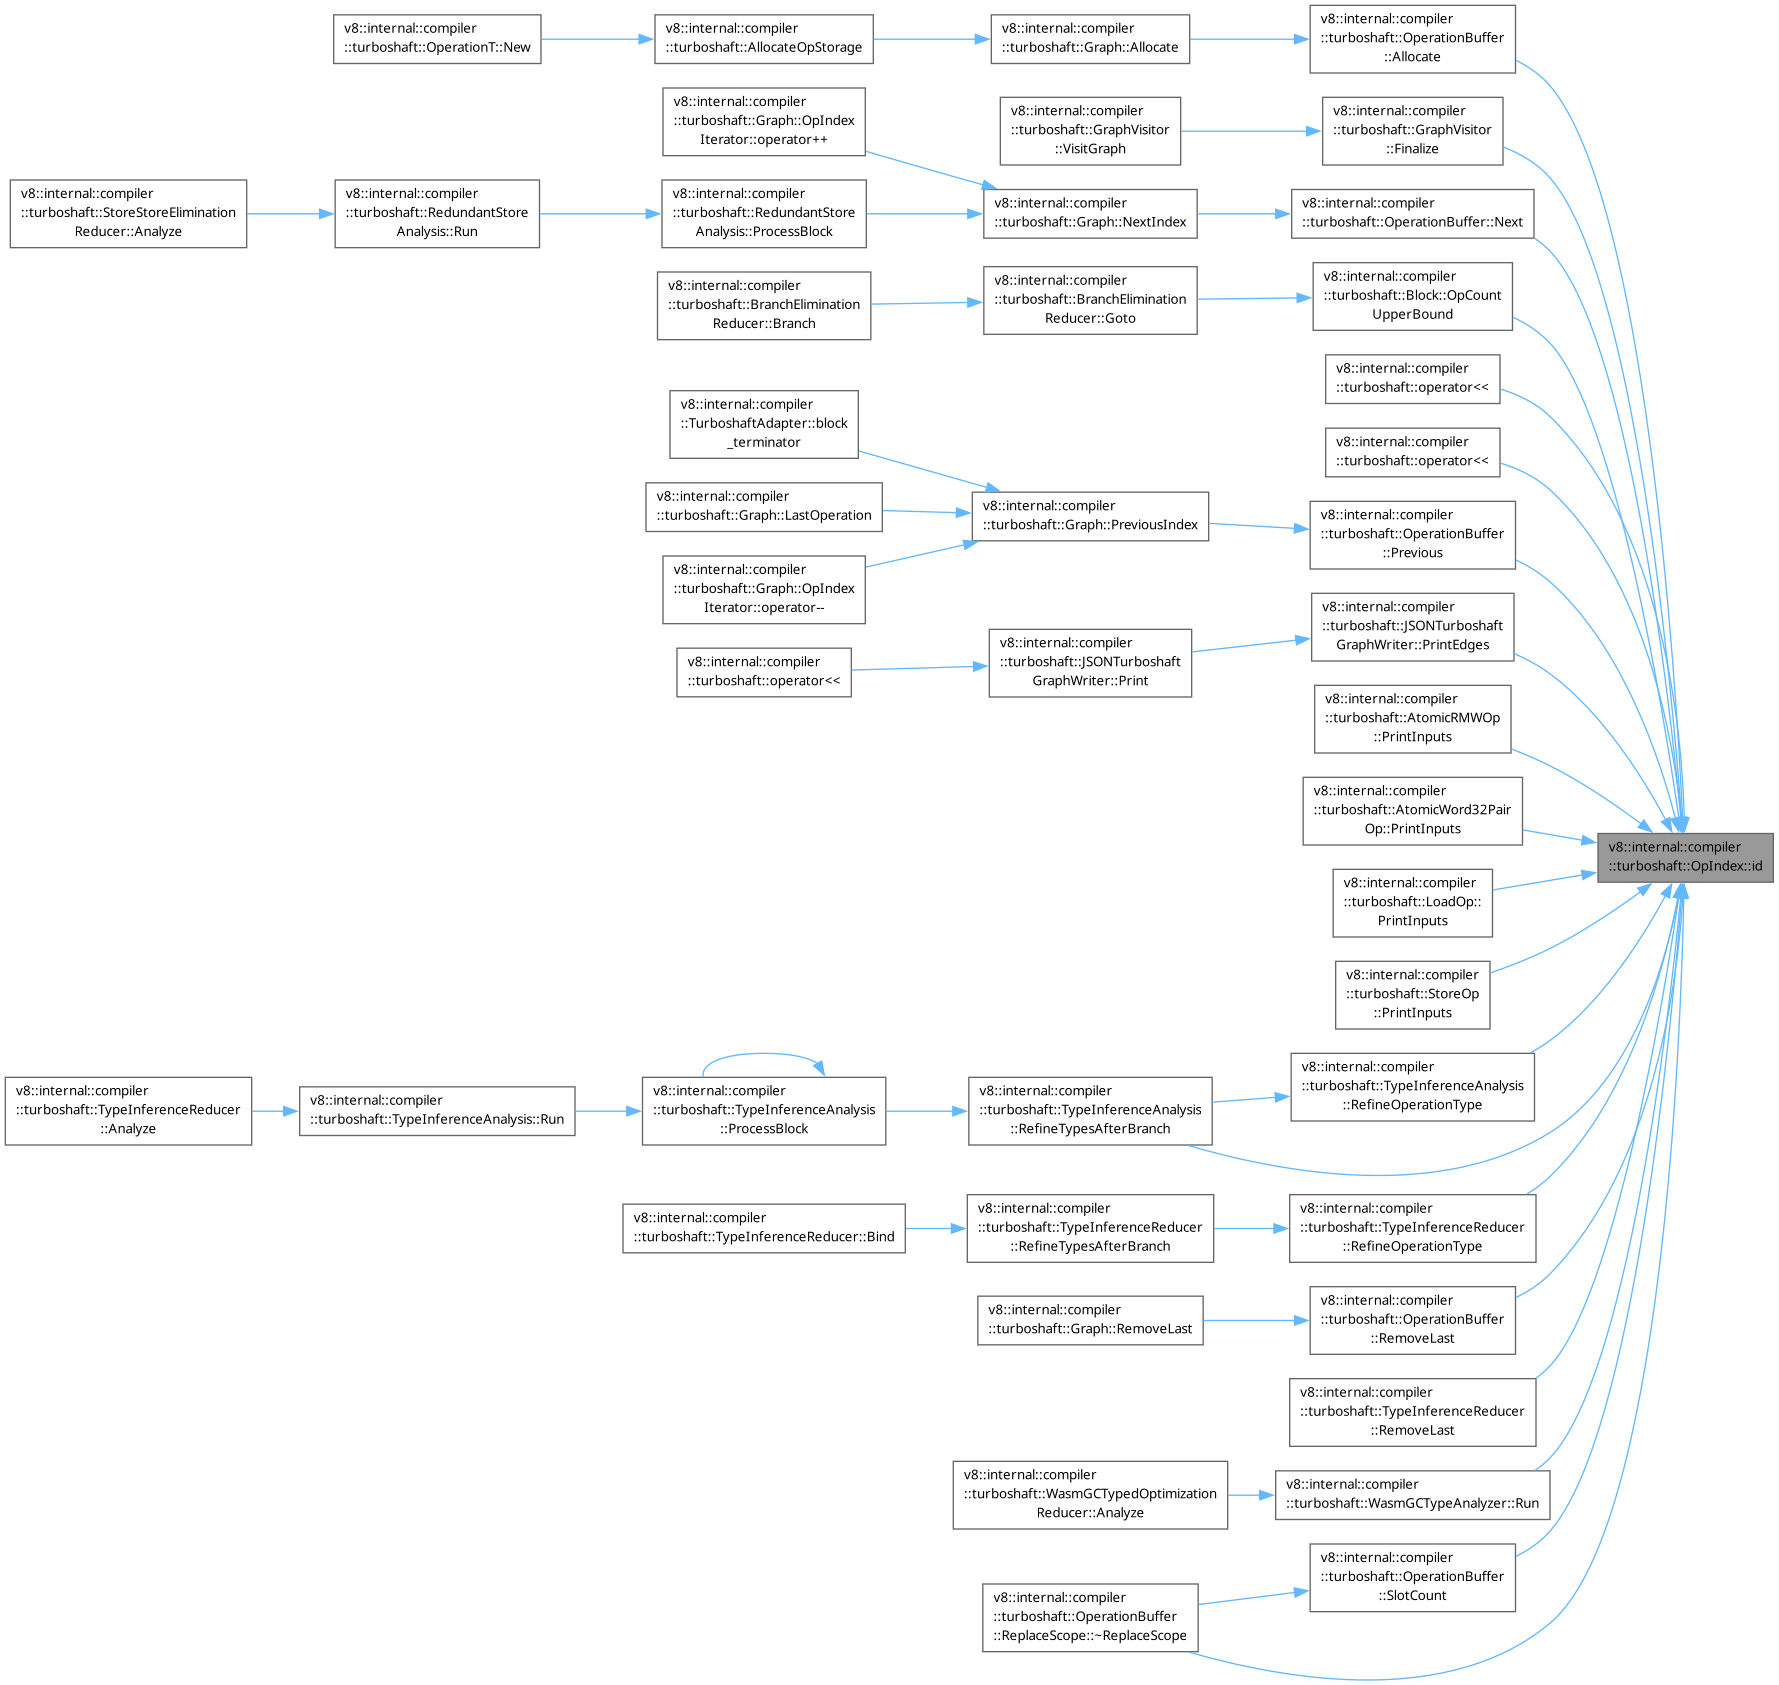 v8::internal::compiler
::turboshaft::OperationT::New
v8::internal::compiler
::turboshaft::AllocateOpStorage
v8::internal::compiler
::turboshaft::Graph::Allocate
v8::internal::compiler
::turboshaft::OperationBuffer
::Allocate
v8::internal::compiler
::turboshaft::Graph::OpIndex
Iterator::operator++
v8::internal::compiler
::turboshaft::GraphVisitor
::VisitGraph
v8::internal::compiler
::turboshaft::GraphVisitor
::Finalize
v8::internal::compiler
::turboshaft::StoreStoreElimination
Reducer::Analyze
v8::internal::compiler
::turboshaft::RedundantStore
Analysis::Run
v8::internal::compiler
::turboshaft::RedundantStore
Analysis::ProcessBlock
v8::internal::compiler
::turboshaft::Graph::NextIndex
v8::internal::compiler
::turboshaft::OperationBuffer::Next
v8::internal::compiler
::turboshaft::BranchElimination
Reducer::Branch
v8::internal::compiler
::turboshaft::BranchElimination
Reducer::Goto
v8::internal::compiler
::turboshaft::Block::OpCount
UpperBound
v8::internal::compiler
::turboshaft::operator<<
v8::internal::compiler
::TurboshaftAdapter::block
_terminator
v8::internal::compiler
::turboshaft::operator<<
v8::internal::compiler
::turboshaft::Graph::LastOperation
v8::internal::compiler
::turboshaft::Graph::PreviousIndex
v8::internal::compiler
::turboshaft::OperationBuffer
::Previous
v8::internal::compiler
::turboshaft::Graph::OpIndex
Iterator::operator--
v8::internal::compiler
::turboshaft::JSONTurboshaft
GraphWriter::PrintEdges
v8::internal::compiler
::turboshaft::operator<<
v8::internal::compiler
::turboshaft::JSONTurboshaft
GraphWriter::Print
v8::internal::compiler
::turboshaft::AtomicRMWOp
::PrintInputs
v8::internal::compiler
::turboshaft::AtomicWord32Pair
Op::PrintInputs
v8::internal::compiler
::turboshaft::OpIndex::id
v8::internal::compiler
::turboshaft::LoadOp::
PrintInputs
v8::internal::compiler
::turboshaft::StoreOp
::PrintInputs
v8::internal::compiler
::turboshaft::TypeInferenceReducer
::Analyze
v8::internal::compiler
::turboshaft::TypeInferenceAnalysis::Run
v8::internal::compiler
::turboshaft::TypeInferenceAnalysis
::ProcessBlock
v8::internal::compiler
::turboshaft::TypeInferenceAnalysis
::RefineTypesAfterBranch
v8::internal::compiler
::turboshaft::TypeInferenceAnalysis
::RefineOperationType
v8::internal::compiler
::turboshaft::TypeInferenceReducer::Bind
v8::internal::compiler
::turboshaft::TypeInferenceReducer
::RefineTypesAfterBranch
v8::internal::compiler
::turboshaft::TypeInferenceReducer
::RefineOperationType
v8::internal::compiler
::turboshaft::Graph::RemoveLast
v8::internal::compiler
::turboshaft::OperationBuffer
::RemoveLast
v8::internal::compiler
::turboshaft::TypeInferenceReducer
::RemoveLast
v8::internal::compiler
::turboshaft::WasmGCTypedOptimization
Reducer::Analyze
v8::internal::compiler
::turboshaft::WasmGCTypeAnalyzer::Run
v8::internal::compiler
::turboshaft::OperationBuffer
::SlotCount
v8::internal::compiler
::turboshaft::OperationBuffer
::ReplaceScope::~ReplaceScope